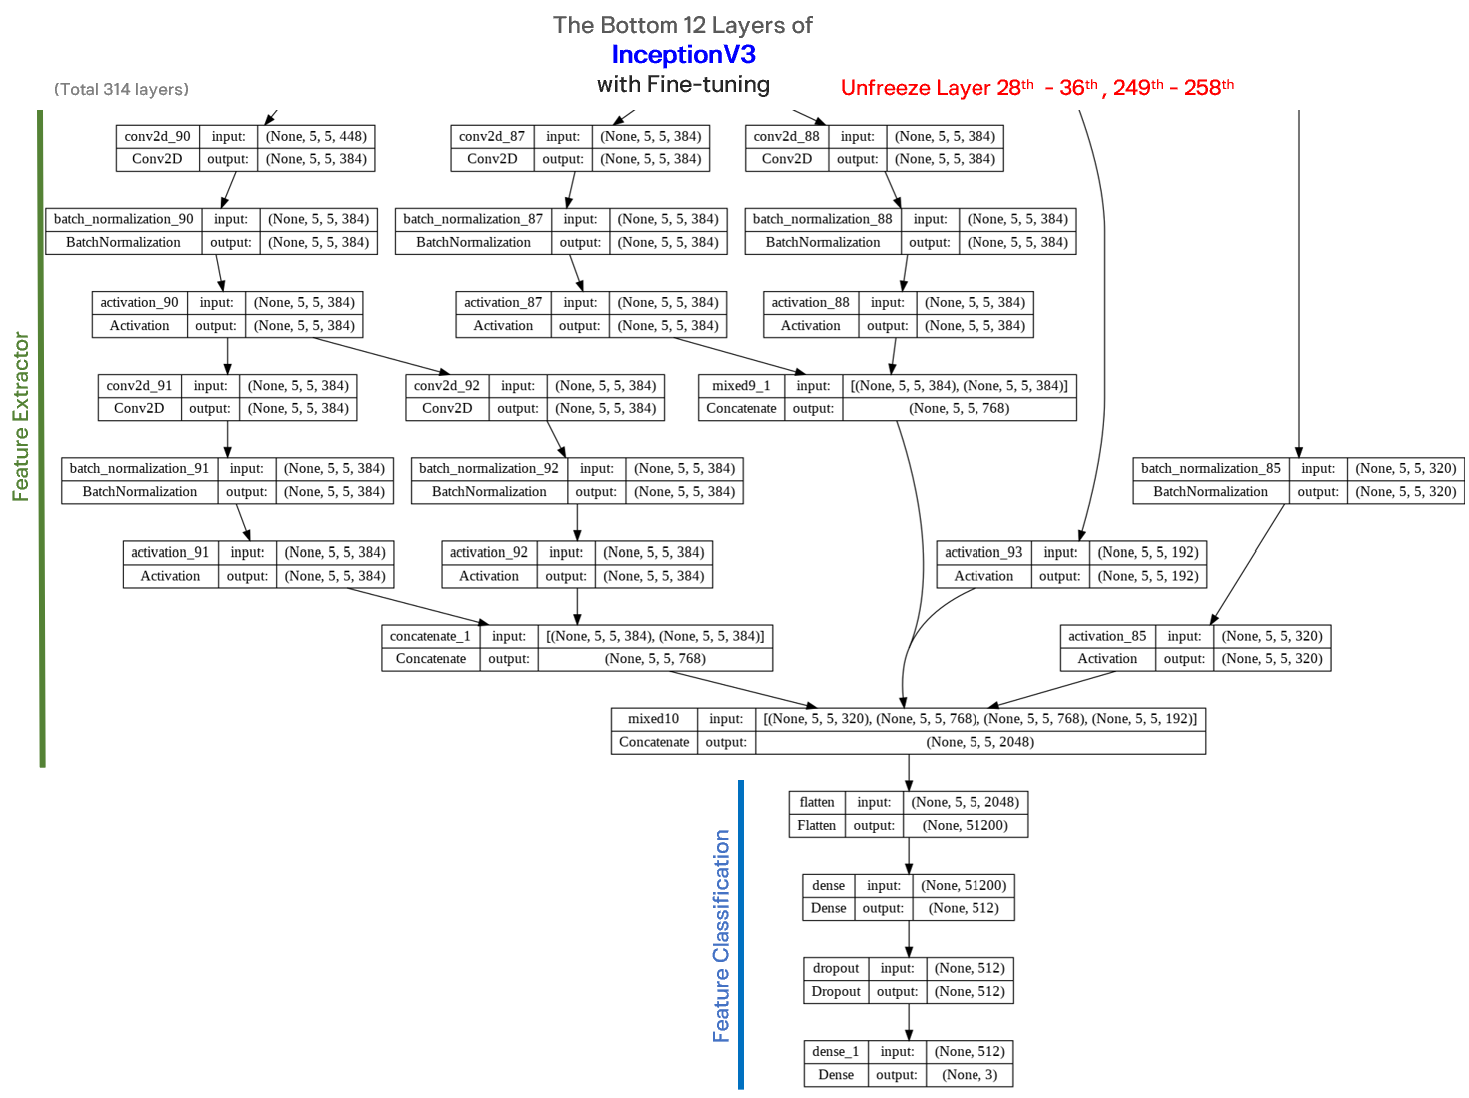 The Bottom 12 Layers of
InceptionV3
with Fine-tuning
(Total 314 layers)
Unfreeze Layer 28th - 36th , 249th - 258th
Feature Extractor
conv2d_90 input: (None, 5, 5, 448)
Conv2D output: (None, 5, 5, 384)
conv2d_87 input: (None, 5, 5, 384)
Conv2D output: (None, 5, 5, 384)
conv2d_88 input: (None, 5, 5, 384)
Conv2D output: (None, 5, 5, 384)
batch_normalization_90 input: (None, 5, 5, 384)
BatchNormalization output: (None, 5, 5, 384)
batch_normalization_87 input: (None, 5, 5, 384)
BatchNormalization output: (None, 5, 5, 384)
batch_normalization_88 input: (None, 5, 5, 384)
BatchNormalization output: (None, 5, 5, 384)
activation_90 input: (None, 5, 5, 384)
Activation output: (None, 5, 5, 384)
activation_87 input: (None, 5, 5, 384)
Activation output: (None, 5, 5, 384)
activation_88 input: (None, 5, 5, 384)
Activation output: (None, 5, 5, 384)
conv2d_91 input: (None, 5, 5, 384)
Conv2D output: (None, 5, 5, 384)
conv2d_92 input: (None, 5, 5, 384)
Conv2D output: (None, 5, 5, 384)
mixed9_1 input: [(None, 5, 5, 384), (None, 5, 5, 384)]
Concatenate output: (None, 5, 5, 768)
batch_normalization_91 input: (None, 5, 5, 384)
BatchNormalization output: (None, 5, 5, 384)
batch_normalization_92 input: (None, 5, 5, 384)
BatchNormalization output: (None, 5, 5, 384)
batch_normalization_85 input: (None, 5, 5, 320)
BatchNormalization output: (None, 5, 5, 320)
activation_91 input: (None, 5, 5, 384)
Activation output: (None, 5, 5, 384)
activation_92 input: (None, 5, 5, 384)
Activation output: (None, 5, 5, 384)
activation_93 input: (None, 5, 5, 192)
Activation output: (None, 5, 5, 192)
concatenate_1 input: [(None, 5, 5, 384), (None, 5, 5, 384)]
Concatenate output: (None, 5, 5, 768)
activation_85 input: (None, 5, 5, 320)
Activation output: (None, 5, 5, 320)
mixed10 input: [(None, 5, 5, 320), (None, 5, 5, 768), (None, 5, 5, 768), (None, 5, 5, 192)]
Concatenate output: (None, 5, 5, 2048)
Feature Classification
flatten input: (None, 5, 5, 2048)
Flatten output: (None, 51200)
dense input: (None, 51200)
Dense output: (None, 512)
dropout input: (None, 512)
Dropout output: (None, 512)
dense_1 input: (None, 512)
Dense output: (None, 3)